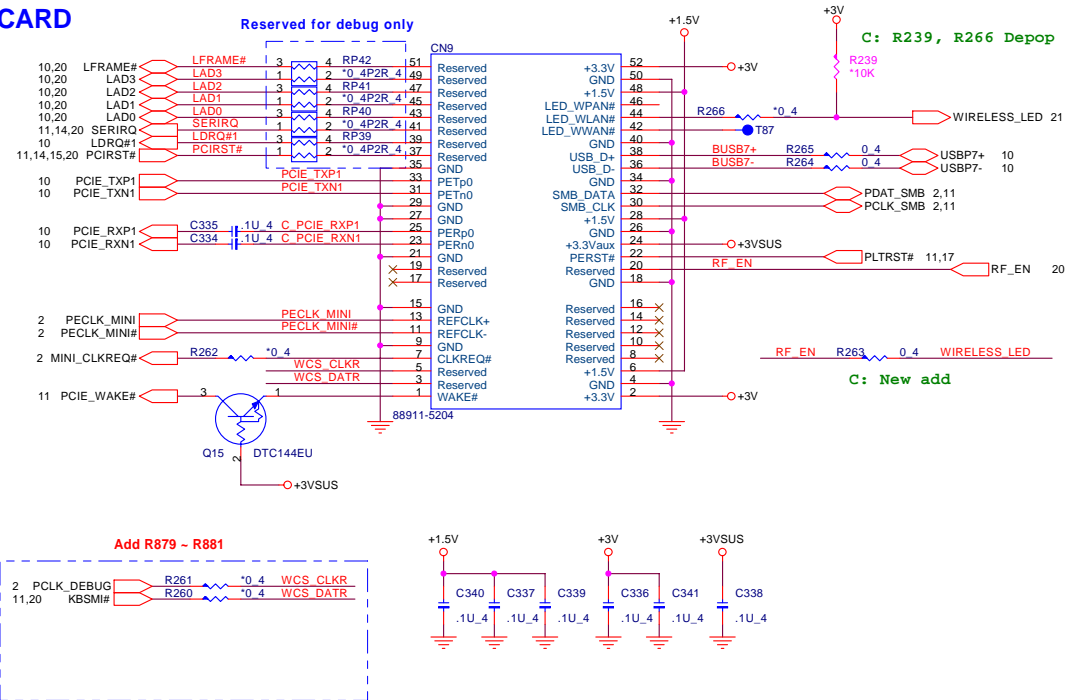 CARD
Reserved for debug only
+1.5V
+3V
C: R239, R266 Depop
CN9
10,20 LFRAME# LFRAME# 3 4 RP42 51 Reserved
10,20 LAD3 LAD3 1 2 *0_4P2R_4 49 Reserved
10,20 LAD2 LAD2 3 4 RP41 47 Reserved
10,20 LAD1 LAD1 1 2 *0_4P2R_4 45 Reserved
10,20 LAD0 LAD0 3 4 RP40 43 Reserved
11,14,20 SERIRQ SERIRQ 1 2 *0_4P2R_4 41 Reserved
10 LDRQ#1 LDRQ#1 3 4 RP39 39 Reserved
11,14,15,20 PCIRST# PCIRST# 1 2 *0_4P2R_4 37 Reserved
35 GND
10 PCIE_TXP1 PCIE_TXP1 33 PETp0
10 PCIE_TXN1 PCIE_TXN1 31 PETn0
29 GND
27 GND
10 PCIE_RXP1 C335 .1U_4 C_PCIE_RXP1 25 PERp0
10 PCIE_RXN1 C334 .1U_4 C_PCIE_RXN1 23 PERn0
21 GND
19 Reserved
17 Reserved
15 GND
2 PECLK_MINI PECLK_MINI 13 REFCLK+
2 PECLK_MINI# PECLK_MINI# 11 REFCLK-
9 GND
2 MINI_CLKREQ# R262 *0_4 7 CLKREQ#
WCS_CLKR 5 Reserved
WCS_DATR 3 Reserved
11 PCIE_WAKE# 3 1 1 WAKE#
88911-5204
Q15 2 DTC144EU
+3VSUS
+3.3V 52 +3V
GND 50
+1.5V 48
LED_WPAN# 46
LED_WLAN# 44 R266 *0_4 WIRELESS_LED 21
R239
*10K
LED_WWAN# 42 T87
GND 40
USB_D+ 38 BUSB7+ R265 0_4 USBP7+ 10
USB_D- 36 BUSB7- R264 0_4 USBP7- 10
GND 34
SMB_DATA 32 PDAT_SMB 2,11
SMB_CLK 30 PCLK_SMB 2,11
+1.5V 28
GND 26
+3.3Vaux 24 +3VSUS
PERST# 22 PLTRST# 11,17
Reserved 20 RF_EN RF_EN 20
GND 18
Reserved 16
Reserved 14
Reserved 12
Reserved 10
Reserved 8
+1.5V 6
GND 4
+3.3V 2 +3V
RF_EN R263 0_4 WIRELESS_LED
C: New add
Add R879 ~ R881
2 PCLK_DEBUG R261 *0_4 WCS_CLKR
11,20 KBSMI# R260 *0_4 WCS_DATR
+1.5V +3V +3VSUS
C340 C337 C339 C336 C341 C338
.1U_4 .1U_4 .1U_4 .1U_4 .1U_4 .1U_4